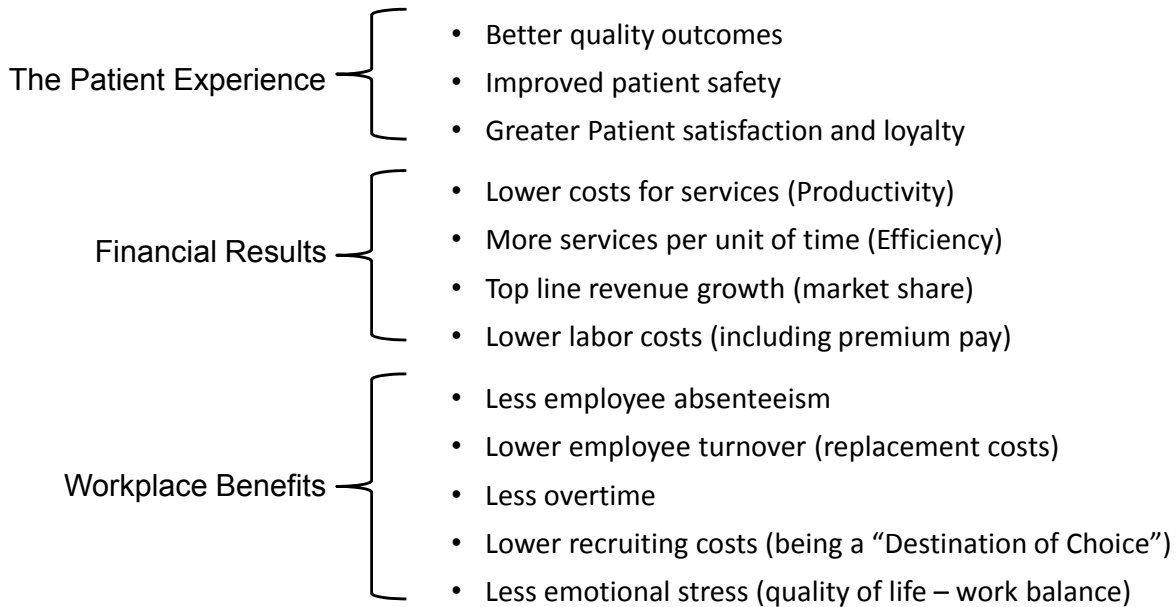 The Patient Experience
• Better quality outcomes
• Improved patient safety
• Greater Patient satisfaction and loyalty
Financial Results
• Lower costs for services (Productivity)
• More services per unit of time (Efficiency)
• Top line revenue growth (market share)
• Lower labor costs (including premium pay)
Workplace Benefits
• Less employee absenteeism
• Lower employee turnover (replacement costs)
• Less overtime
• Lower recruiting costs (being a “Destination of Choice”)
• Less emotional stress (quality of life – work balance)